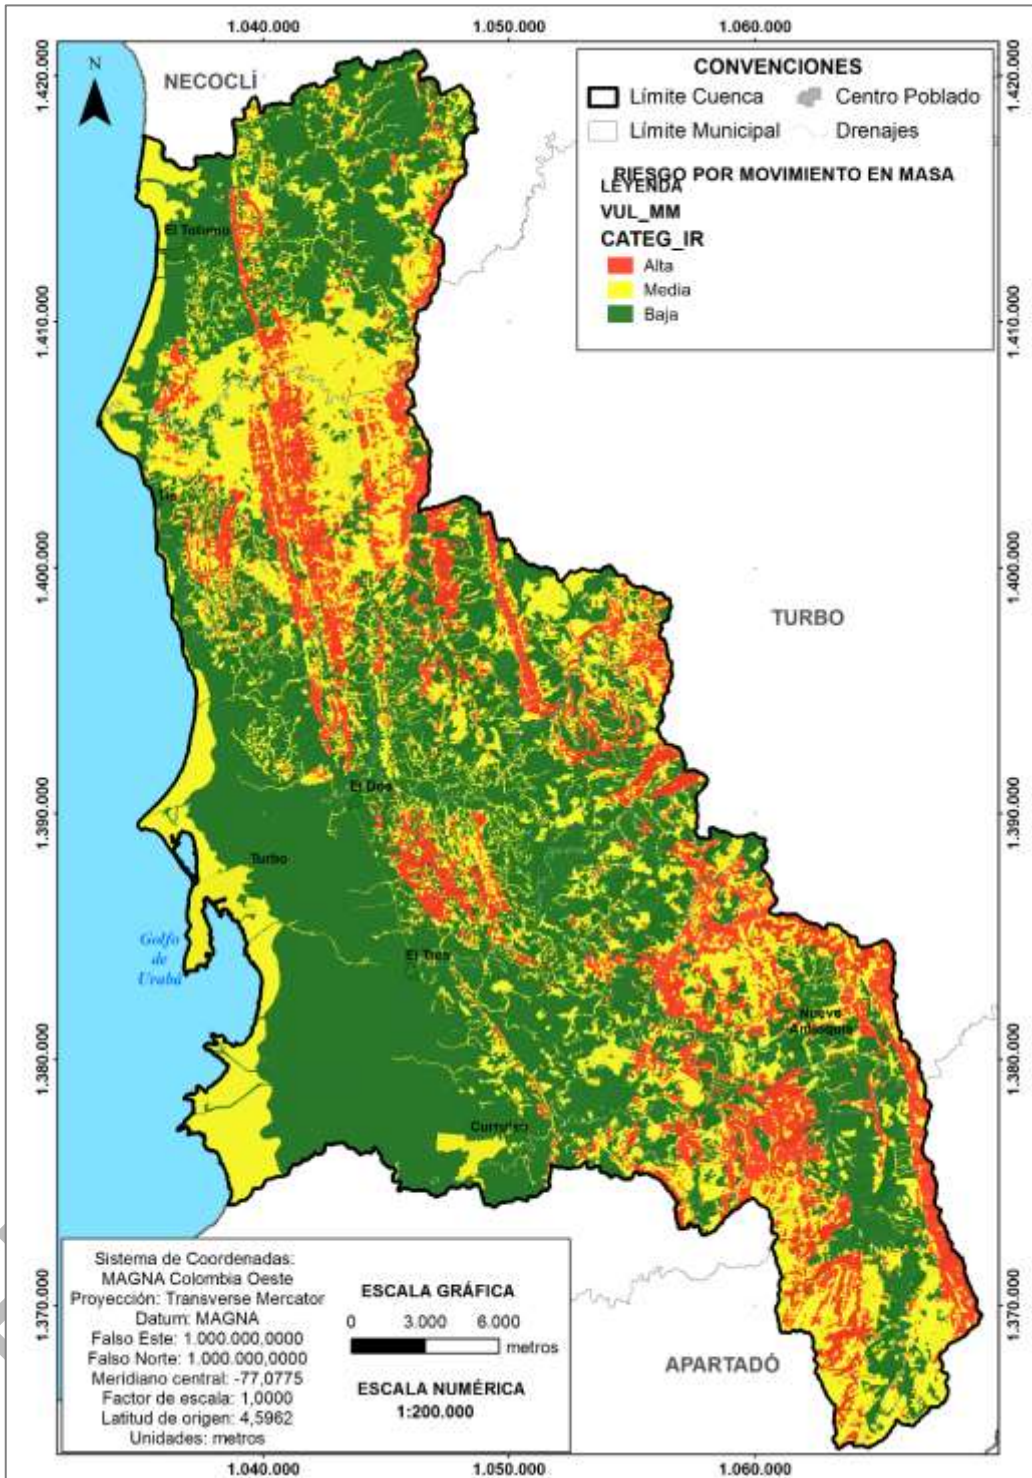 1.040.000 1.050.000 1.060.000
1.420.000
1.410.000
1.400.000
1.390.000
1.380.000
1.370.000
N
NECOCLÍ
CONVENCIONES
Límite Cuenca
Centro Poblado
Límite Municipal
Drenajes
RIESGO POR MOVIMIENTO EN MASA
LEYENDA
VUL_MM
CATEG_IR
Alta
Media
Baja
1.420.000
1.410.000
1.400.000
1.390.000
1.380.000
1.370.000
El Totumo
TURBO
El Dos
Turbo
Golfo
de
Urabá
El Tres
Nueva
Antioquia
Currulao
APARTADÓ
Sistema de Coordenadas:
MAGNA Colombia Oeste
Proyección: Transverse Mercator
Datum: MAGNA
Falso Este: 1.000.000,0000
Falso Norte: 1.000.000,0000
Meridiano central: -77,0775
Factor de escala: 1,0000
Latitud de origen: 4,5962
Unidades: metros
ESCALA GRÁFICA
0 3.000 6.000
metros
ESCALA NUMÉRICA
1:200.000
1.040.000 1.050.000 1.060.000